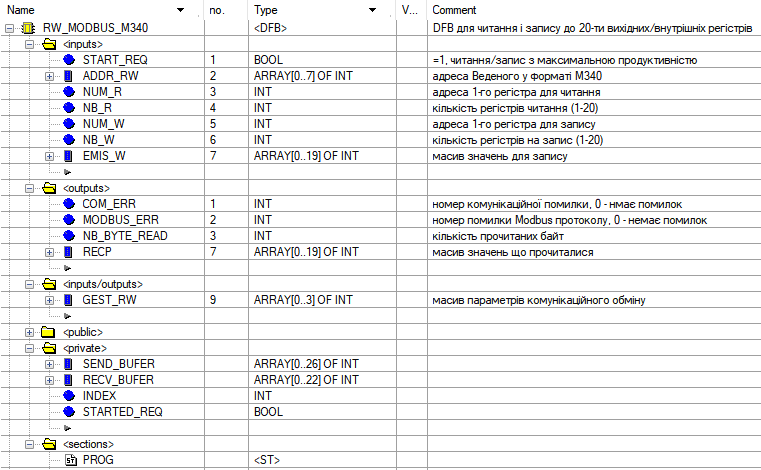 Name no. Type V... Comment
RW_MODBUS_M340 <DFB> DFB для читання і запису до 20-ти вихідних/внутрішніх регістрів
<inputs>
START_REQ 1 BOOL =1, читання/запис з максимальною продуктивністю
ADDR_RW 2 ARRAY[0..7] OF INT адреса Веденого у форматі M340
NUM_R 3 INT адреса 1-го регістра для читання
NB_R 4 INT кількість регістрів читання (1-20)
NUM_W 5 INT адреса 1-го регістра для запису
NB_W 6 INT кількість регістрів на запис (1-20)
EMIS_W 7 ARRAY[0..19] OF INT масив значень для запису
<outputs>
COM_ERR 1 INT номер комунікаційної помилки, 0 - нмає помилок
MODBUS_ERR 2 INT номер помилки Modbus протоколу, 0 - немає помилок
NB_BYTE_READ 3 INT кількість прочитаних байт
RECP 7 ARRAY[0..19] OF INT масив значень що прочиталися
<inputs/outputs>
GEST_RW 9 ARRAY[0..3] OF INT масив параметрів комунікаційного обміну
<public>
<private>
SEND_BUFER ARRAY[0..26] OF INT
RECV_BUFER ARRAY[0..22] OF INT
INDEX INT
STARTED_REQ BOOL
<sections>
PROG <ST>